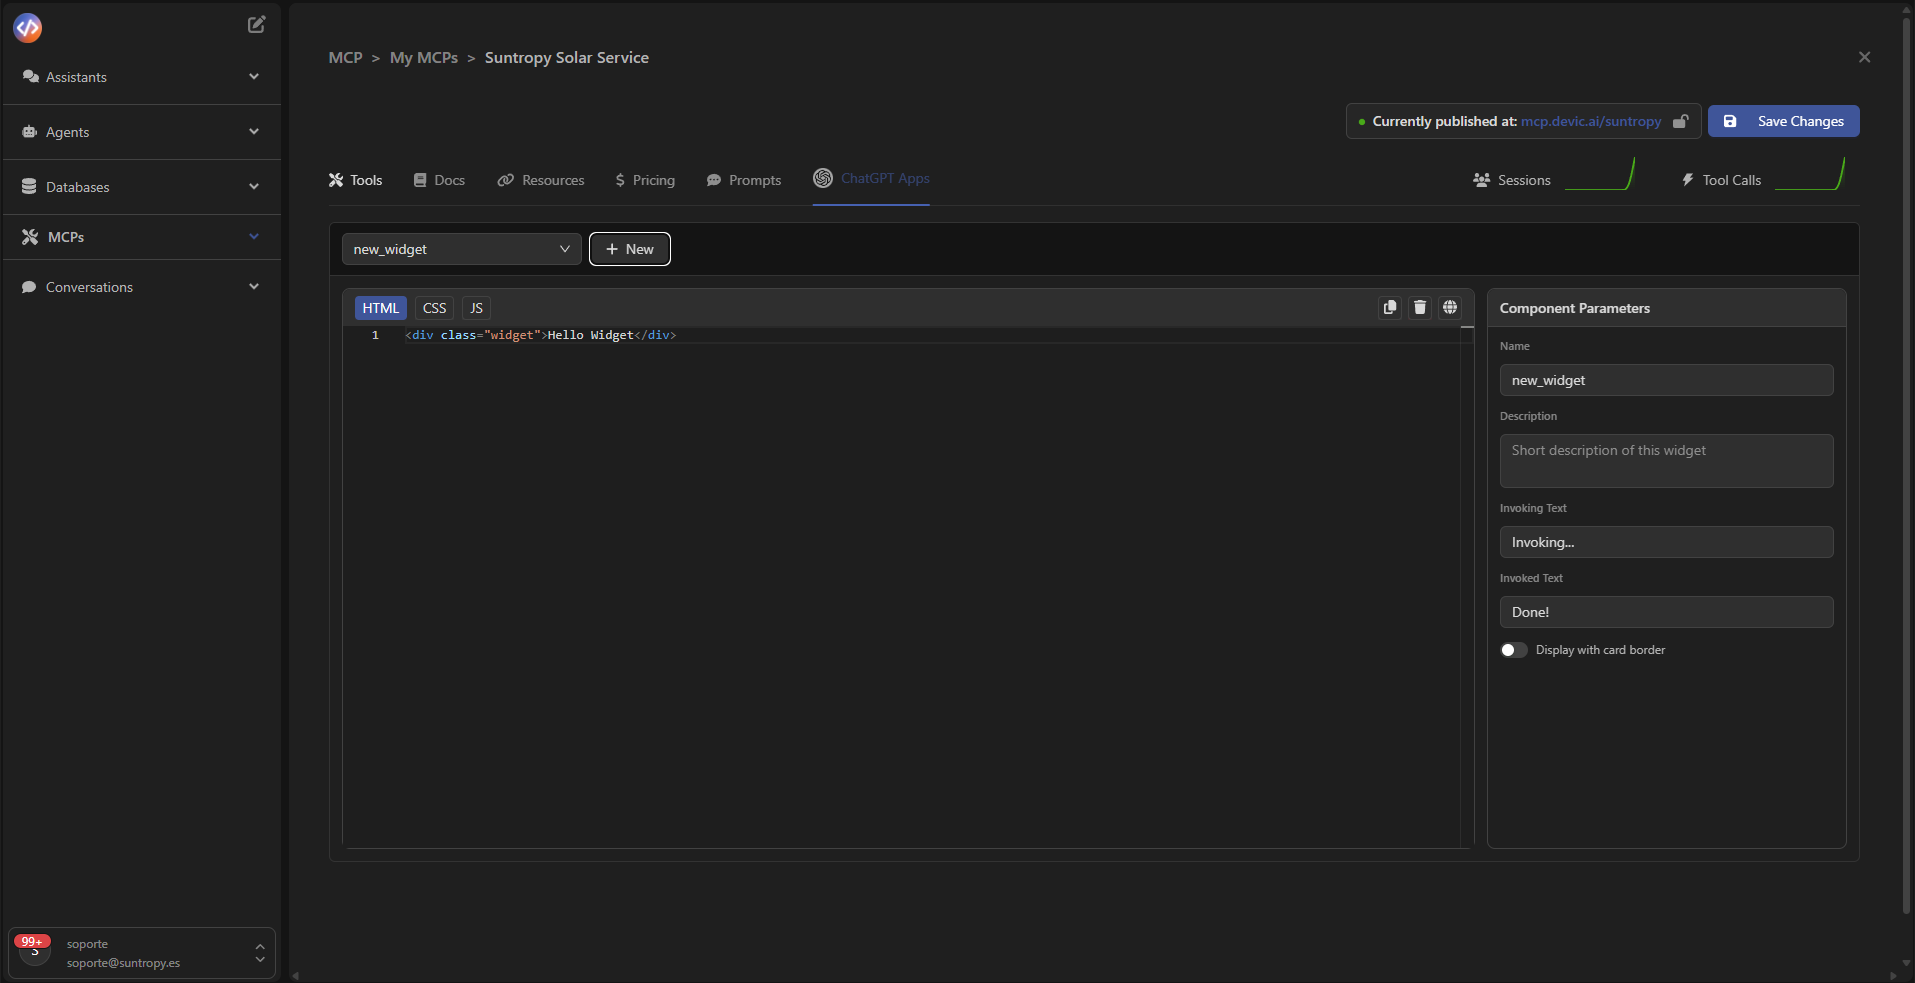 MCP > My MCPs > Suntropy Solar Service
Assistants
Agents
Databases
MCPs
Conversations
Currently published at: mcp.devic.ai/suntropy
Save Changes
Tools
Docs
Resources
$ Pricing
Prompts
ChatGPT Apps
Sessions
Tool Calls
new_widget
+ New
HTML
CSS
JS
1 <div class="widget">Hello Widget</div>
Component Parameters
Name
new_widget
Description
Short description of this widget
Invoking Text
Invoking...
Invoked Text
Done!
Display with card border
99+
S
soporte
soporte@suntropy.es